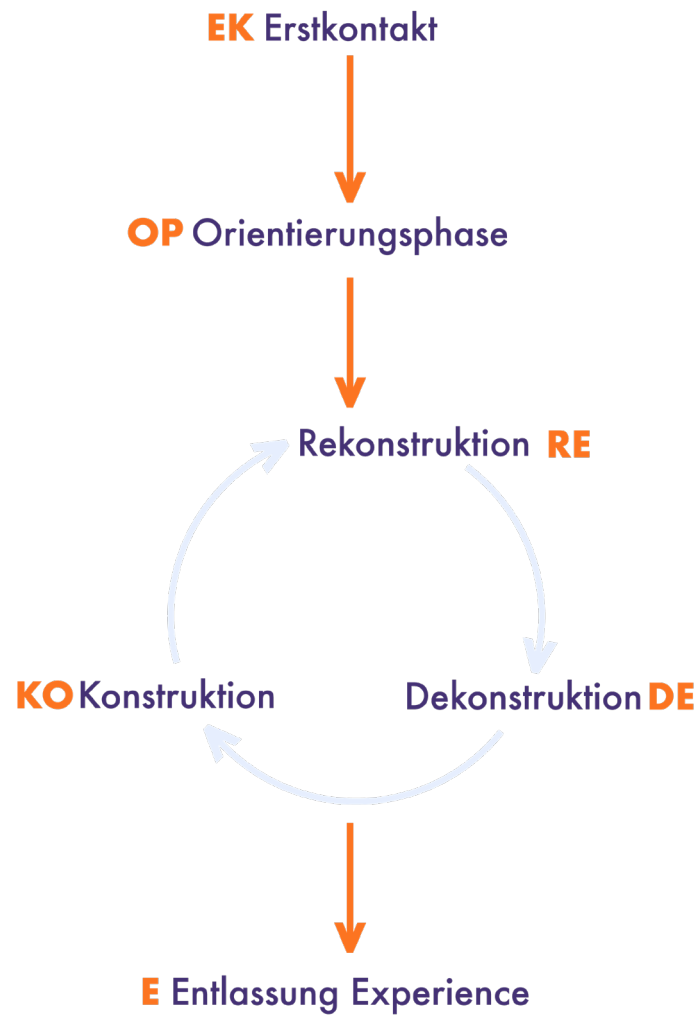 EK Erstkontakt
OP Orientierungsphase
Rekonstruktion RE
KO Konstruktion
Dekonstruktion DE
E Entlassung Experience